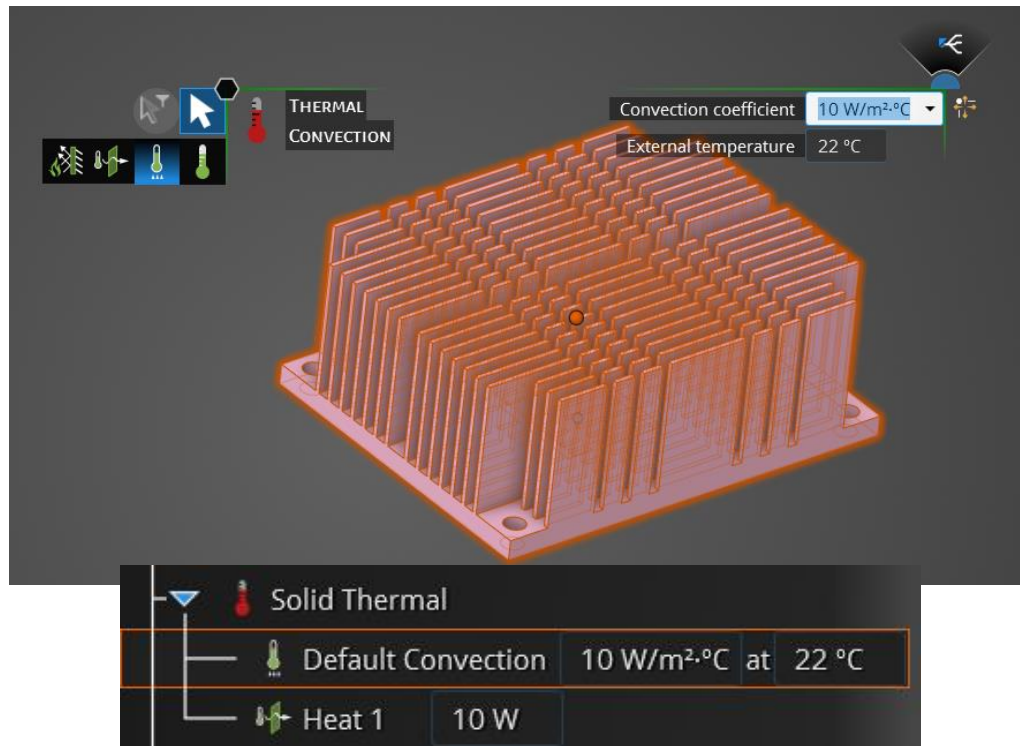 THERMAL
CONVECTION
Convection coefficient 10 W/m²·°C
External temperature 22 °C
Solid Thermal
Default Convection 10 W/m²·°C at 22 °C
Heat 1 10 W